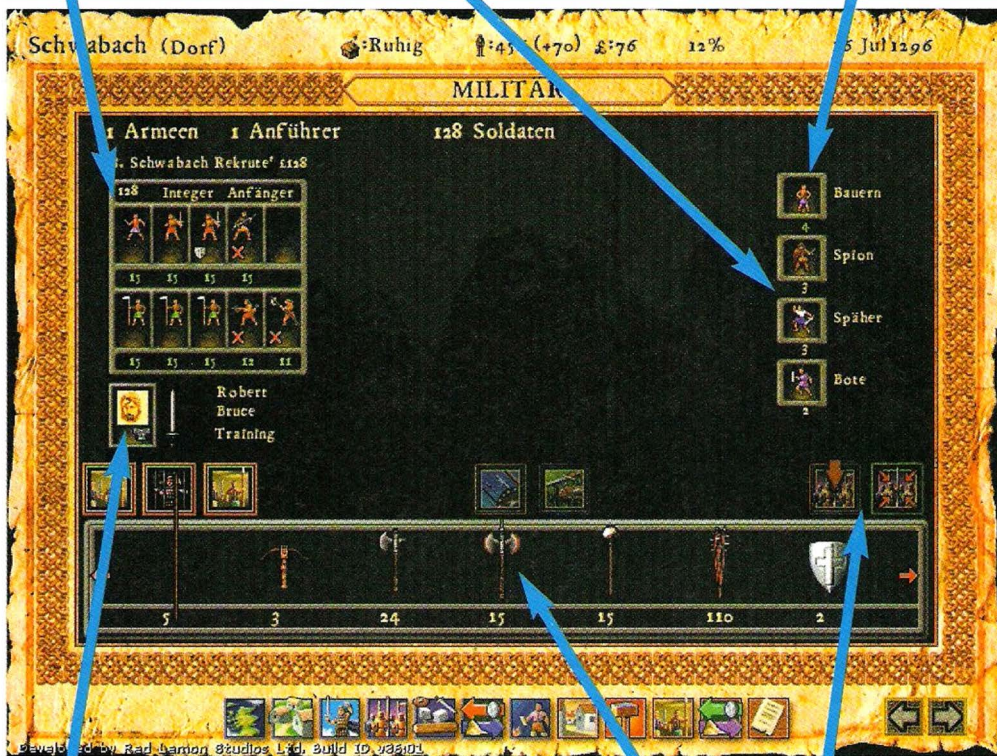 Schwabach (Dorf) :Ruhig (+70) £:76 12% Jul 1296
MILITÄR
1 Armeen 1 Anführer 128 Soldaten
. Schwabach Rekrute' £128
128 Integer Anfänger
15 15 15 15
15 15 15 12 11
Bauern
4
Spion
3
Späher
3
Bote
2
Robert
Bruce
Training
5 3 24 15 15 110 2
Developed by Red Lemon Studios Ltd. Build ID